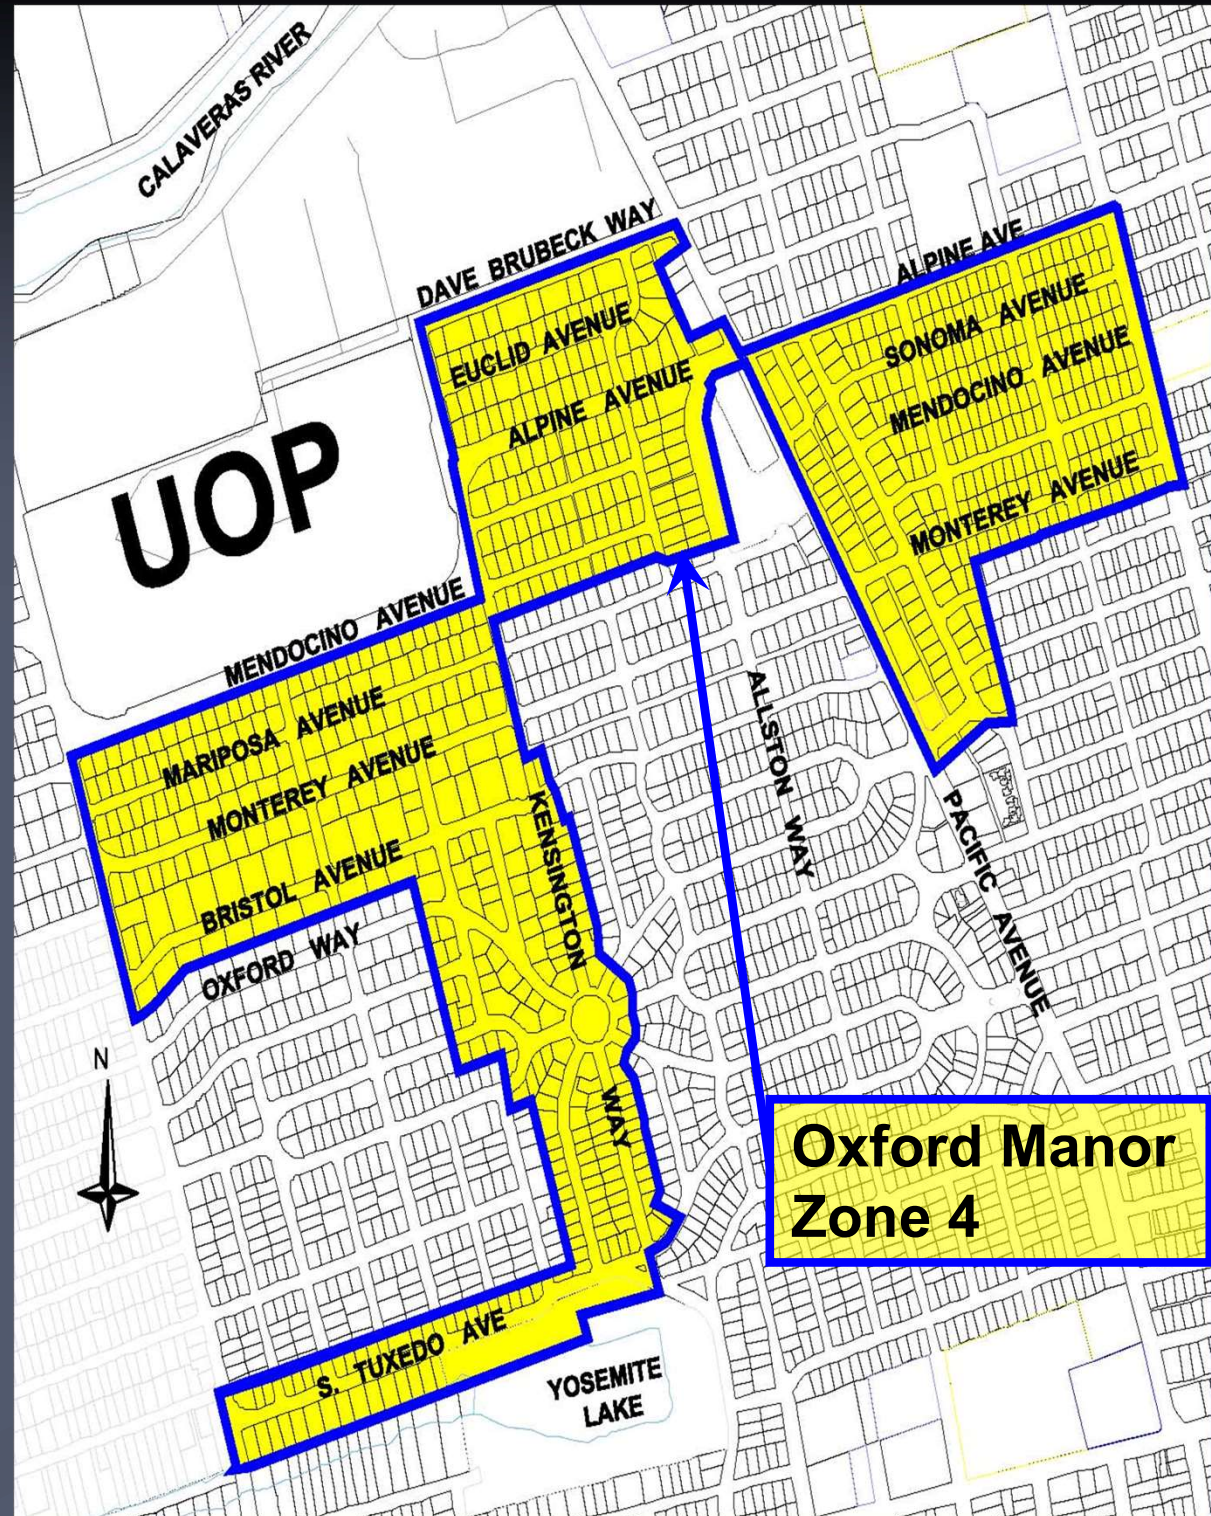 CALAVERAS RIVER
DAVE BRUBECK WAY
ALPINE AVE
EUCLID AVENUE
SONOMA AVENUE
ALPINE AVENUE
MENDOCINO AVENUE
UOP
MONTEREY AVENUE
MENDOCINO AVENUE
MARIPOSA AVENUE
ALLSTON WAY
MONTEREY AVENUE
KENSINGTON WAY
PACIFIC AVENUE
BRISTOL AVENUE
OXFORD WAY
N
Oxford Manor
Zone 4
S. TUXEDO AVE
YOSEMITE
LAKE